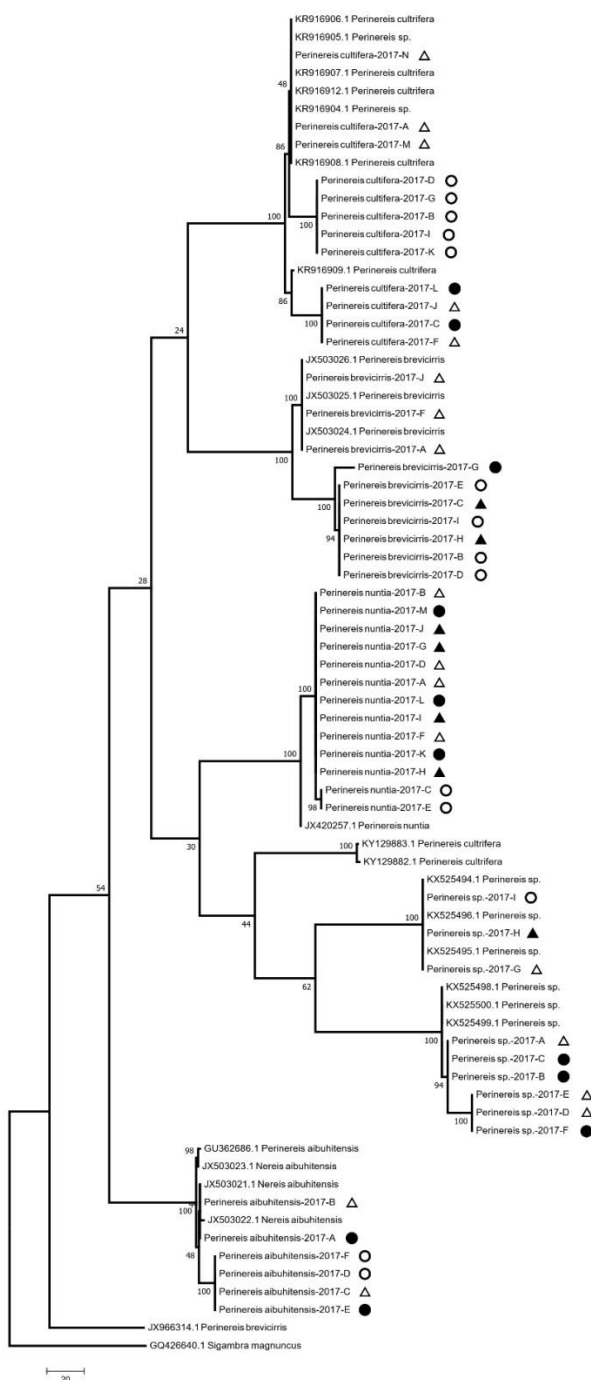 KR916906.1 Perinereis cultrifera
KR916905.1 Perinereis sp.
Perinereis cultifera-2017-N
KR916907.1 Perinereis cultrifera
48
KR916912.1 Perinereis cultrifera
KR916904.1 Perinereis sp.
Perinereis cultifera-2017-A
86
Perinereis cultifera-2017-M
KR916908.1 Perinereis cultrifera
Perinereis cultifera-2017-D
Perinereis cultifera-2017-G
100
Perinereis cultifera-2017-B
100
Perinereis cultifera-2017-I
Perinereis cultifera-2017-K
KR916909.1 Perinereis cultrifera
86
Perinereis cultifera-2017-L
Perinereis cultifera-2017-J
100
Perinereis cultifera-2017-C
24
Perinereis cultifera-2017-F
JX503026.1 Perinereis brevicirris
Perinereis brevicirris-2017-J
100
JX503025.1 Perinereis brevicirris
Perinereis brevicirris-2017-F
JX503024.1 Perinereis brevicirris
Perinereis brevicirris-2017-A
100
Perinereis brevicirris-2017-G
Perinereis brevicirris-2017-E
100
Perinereis brevicirris-2017-C
Perinereis brevicirris-2017-I
94
Perinereis brevicirris-2017-H
Perinereis brevicirris-2017-B
Perinereis brevicirris-2017-D
28
Perinereis nuntia-2017-B
Perinereis nuntia-2017-M
Perinereis nuntia-2017-J
Perinereis nuntia-2017-G
Perinereis nuntia-2017-D
100
Perinereis nuntia-2017-A
Perinereis nuntia-2017-L
Perinereis nuntia-2017-I
Perinereis nuntia-2017-F
100
Perinereis nuntia-2017-K
Perinereis nuntia-2017-H
Perinereis nuntia-2017-C
98
Perinereis nuntia-2017-E
JX420257.1 Perinereis nuntia
30
100
KY129883.1 Perinereis cultrifera
KY129882.1 Perinereis cultrifera
KX525494.1 Perinereis sp.
Perinereis sp.-2017-I
100
KX525496.1 Perinereis sp.
44
Perinereis sp.-2017-H
KX525495.1 Perinereis sp.
Perinereis sp.-2017-G
62
KX525498.1 Perinereis sp.
KX525500.1 Perinereis sp.
KX525499.1 Perinereis sp.
100
Perinereis sp.-2017-A
Perinereis sp.-2017-C
54
94
Perinereis sp.-2017-B
Perinereis sp.-2017-E
Perinereis sp.-2017-D
100
Perinereis sp.-2017-F
98
GU362686.1 Perinereis aibuhitensis
JX503023.1 Nereis aibuhitensis
JX503021.1 Nereis aibuhitensis
Perinereis aibuhitensis-2017-B
100
JX503022.1 Nereis aibuhitensis
Perinereis aibuhitensis-2017-A
48
Perinereis aibuhitensis-2017-F
Perinereis aibuhitensis-2017-D
100
Perinereis aibuhitensis-2017-C
Perinereis aibuhitensis-2017-E
JX966314.1 Perinereis brevicirris
GQ426640.1 Sigambra magnuncus
20